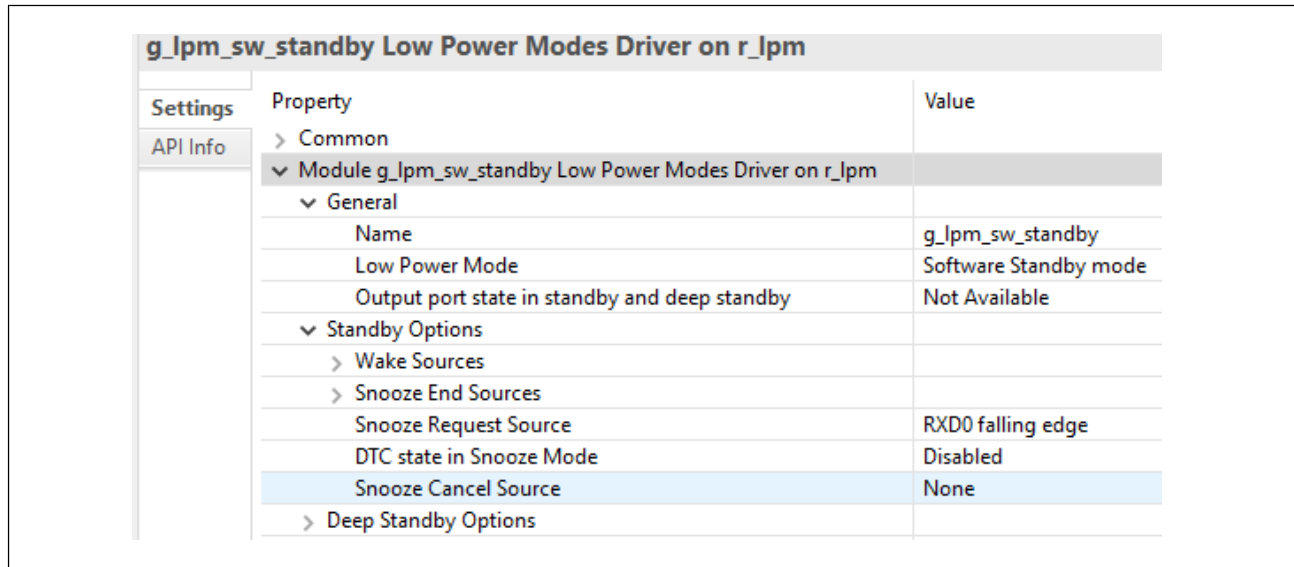 g_lpm_sw_standby Low Power Modes Driver on r_lpm
Settings
Property Value
API Info
Common
Module g_lpm_sw_standby Low Power Modes Driver on r_lpm
General
Name g_lpm_sw_standby
Low Power Mode Software Standby mode
Output port state in standby and deep standby Not Available
Standby Options
Wake Sources
Snooze End Sources
Snooze Request Source RXD0 falling edge
DTC state in Snooze Mode Disabled
Snooze Cancel Source None
Deep Standby Options